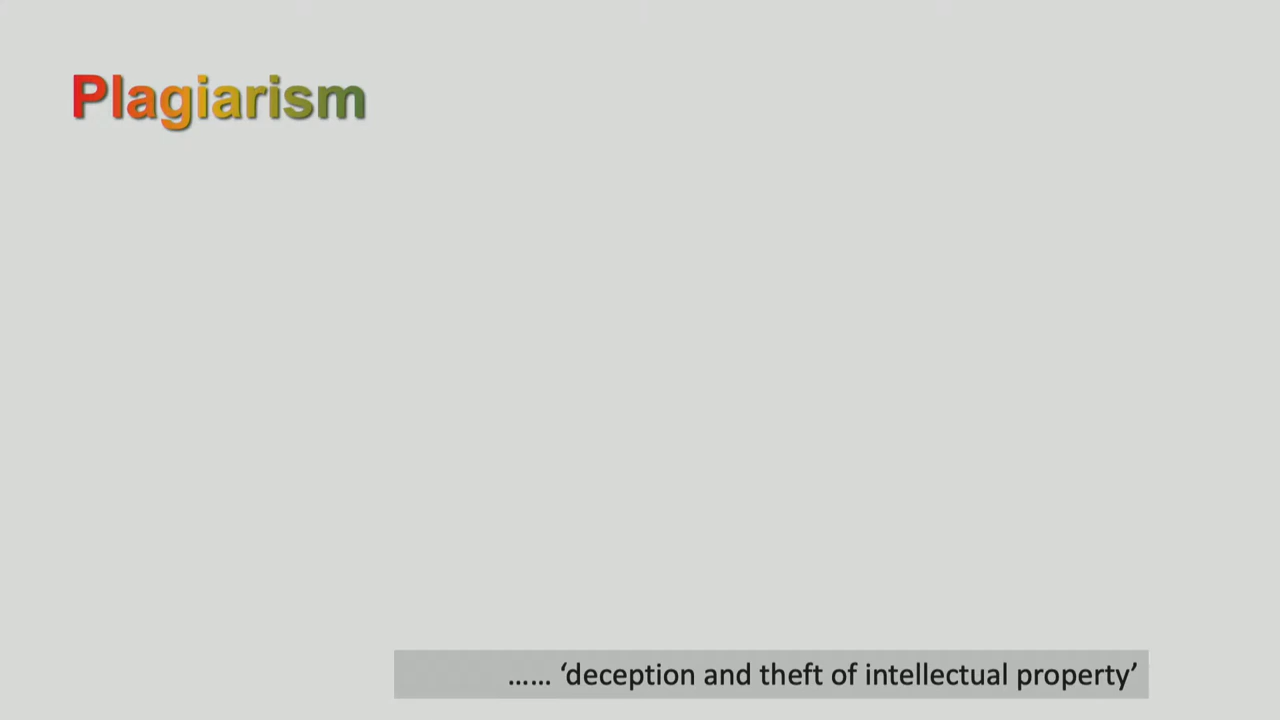 Plagiarism
…… ‘deception and theft of intellectual property’